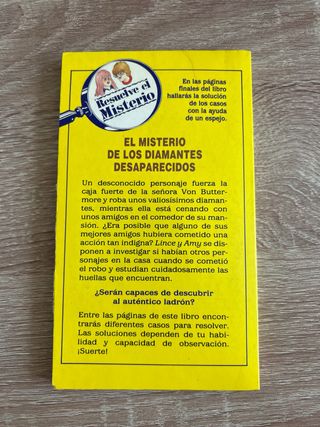 Resuelve el
Misterio
En las páginas
finales del libro
hallarás la solución
de los casos
con la ayuda
de un espejo.
EL MISTERIO
DE LOS DIAMANTES
DESAPARECIDOS
Un desconocido personaje fuerza la
caja fuerte de la señora Von Butter-
more y roba unos valiosísimos diaman-
tes, mientras ella está cenando con
unos amigos en el comedor de su man-
sión. ¿Era posible que alguno de sus
mejores amigos hubiera cometido una
acción tan indigna? Lince y Amy se dis-
ponen a investigar si habían otros per-
sonajes en la casa cuando se cometió
el robo y estudian cuidadosamente las
huellas que encuentran.
¿Serán capaces de descubrir
al auténtico ladrón?
Entre las páginas de este libro encon-
trarás diferentes casos para resolver.
Las soluciones dependen de tu habi-
lidad y capacidad de observación.
¡Suerte!